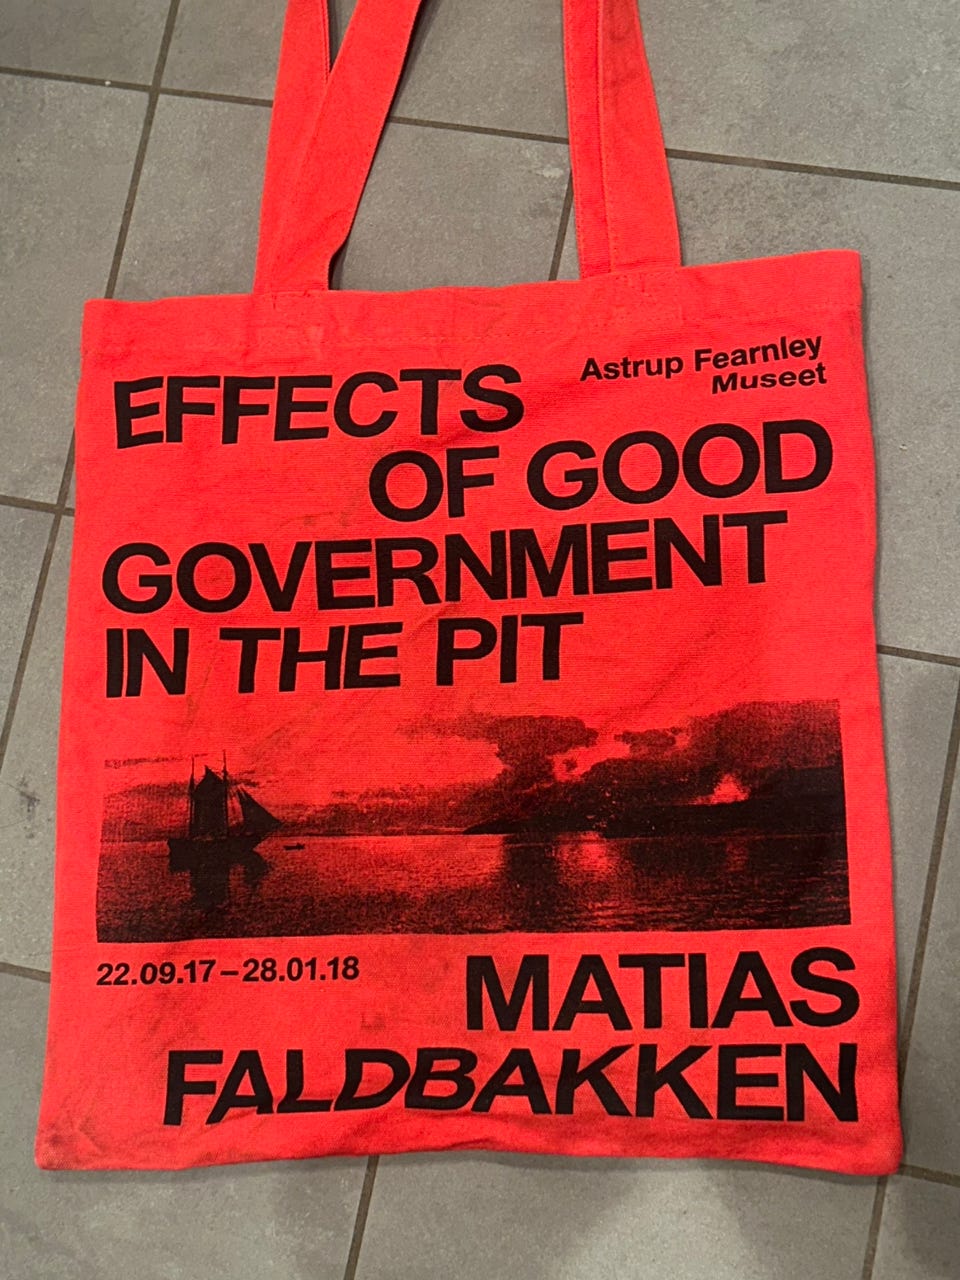 EFFECTS
Astrup Fearnley
Museet
OF GOOD
GOVERNMENT
IN THE PIT
22.09.17–28.01.18
MATIAS
FALDBAKKEN